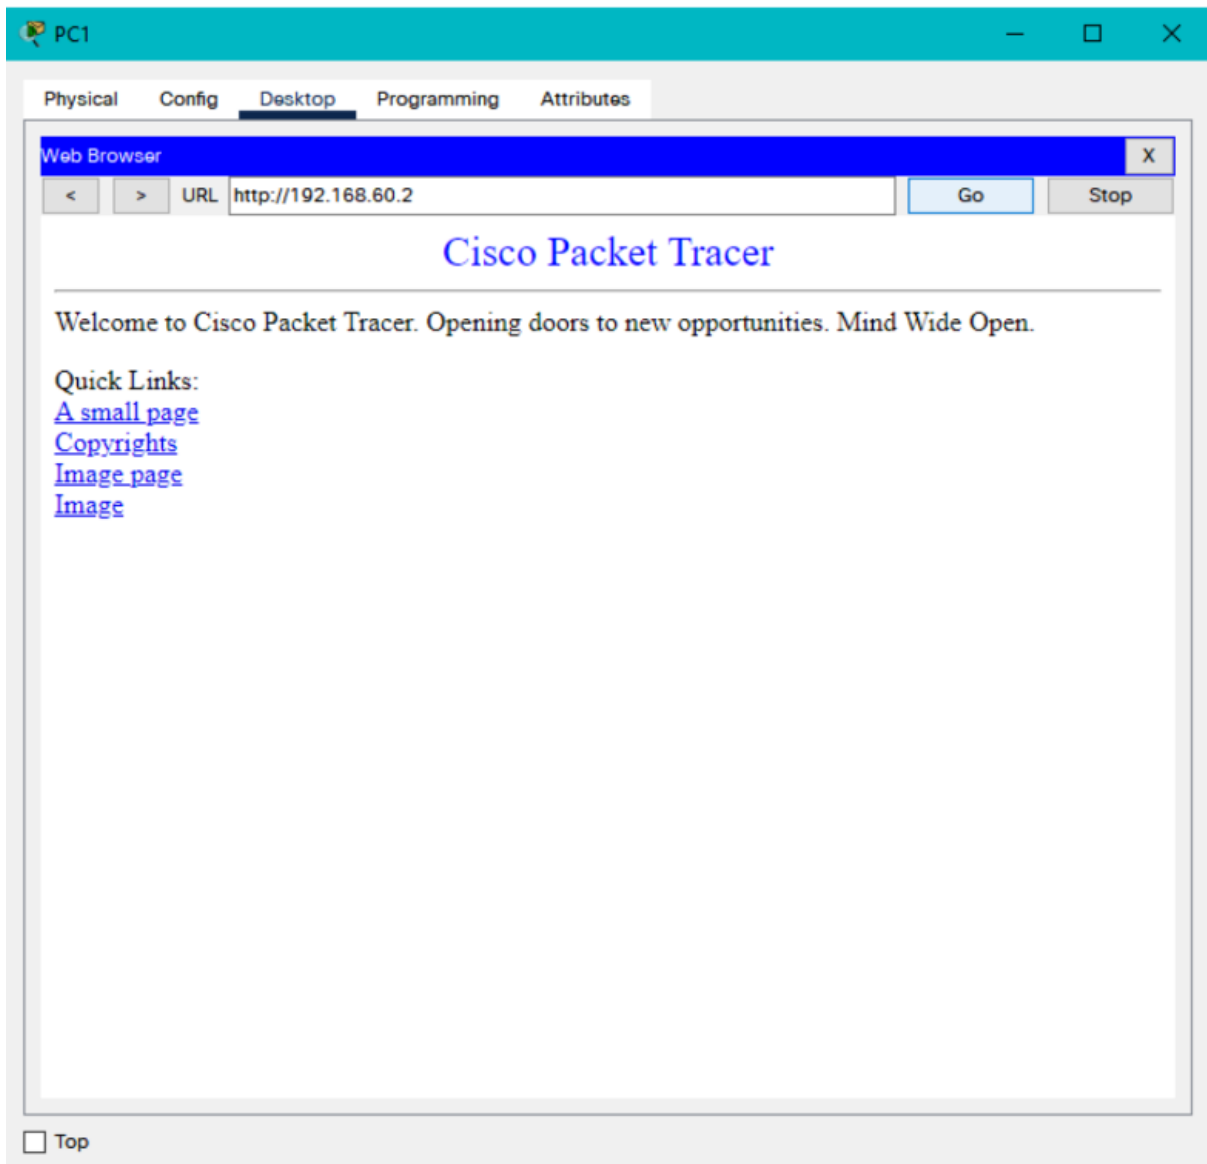 PC1
Physical Config Desktop Programming Attributes
Web Browser X
< > URL http://192.168.60.2 Go Stop
Cisco Packet Tracer
Welcome to Cisco Packet Tracer. Opening doors to new opportunities. Mind Wide Open.
Quick Links:
A small page
Copyrights
Image page
Image
Top